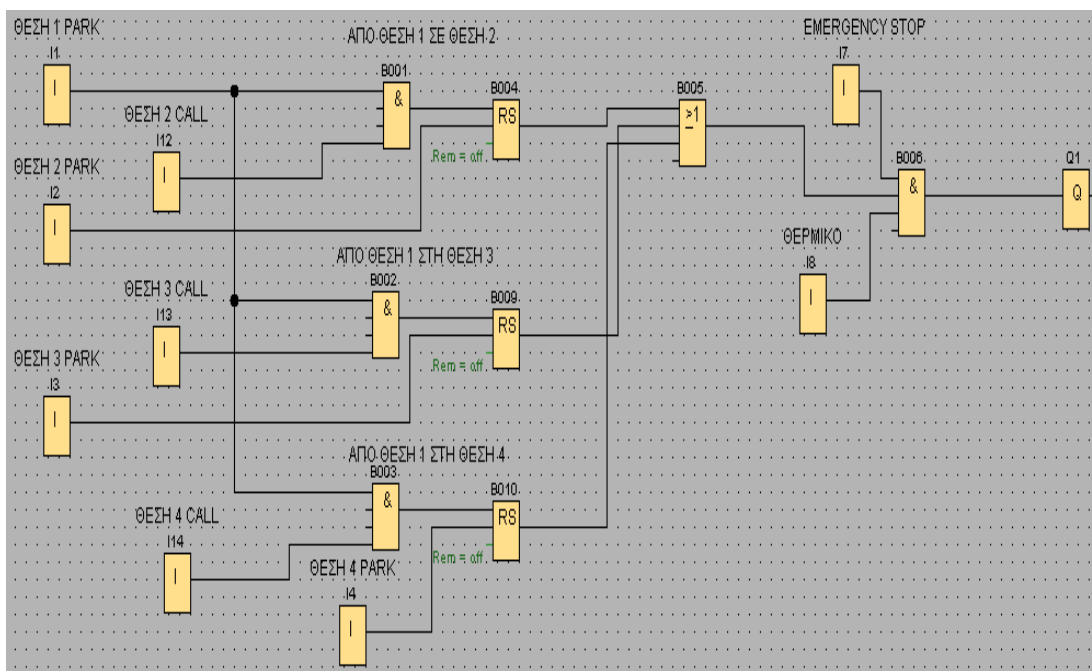 ΘΕΣΗ 1 PARK
I1
I
ΑΠΟ ΘΕΣΗ 1 ΣΕ ΘΕΣΗ 2
B001
&
EMERGENCY STOP
I7
I
ΘΕΣΗ 2 CALL
I12
I
B004
RS
Rem = off
B005
≥1
ΘΕΣΗ 2 PARK
I2
I
B006
&
Q1
Q
ΑΠΟ ΘΕΣΗ 1 ΣΤΗ ΘΕΣΗ 3
B002
&
ΘΕΡΜΙΚΟ
I8
I
ΘΕΣΗ 3 CALL
I13
I
B009
RS
Rem = off
ΘΕΣΗ 3 PARK
I3
I
ΑΠΟ ΘΕΣΗ 1 ΣΤΗ ΘΕΣΗ 4
B003
&
B010
RS
Rem = off
ΘΕΣΗ 4 CALL
I14
I
ΘΕΣΗ 4 PARK
I4
I